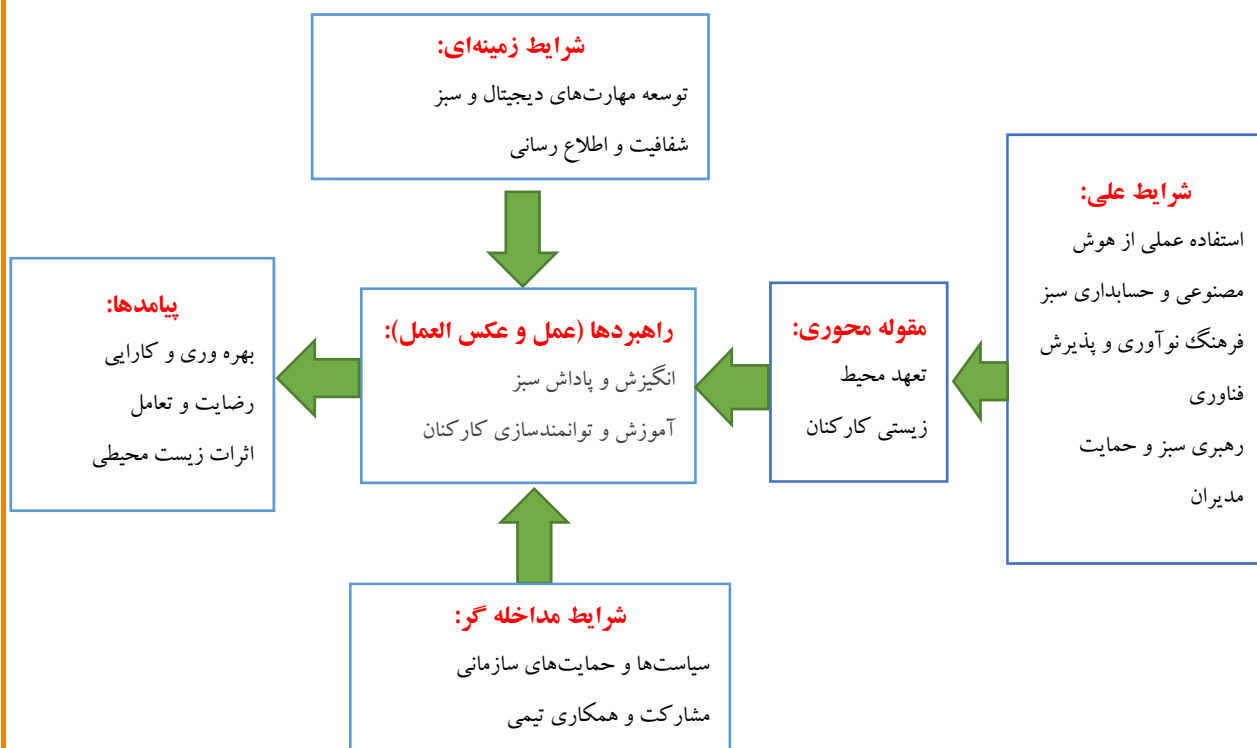 شرایط زمینه‌ای:
توسعه مهارت‌های دیجیتال و سبز
شفافیت و اطلاع رسانی
شرایط علی:
استفاده عملی از هوش
مصنوعی و حسابداری سبز
فرهنگ نوآوری و پذیرش
فناوری
رهبری سبز و حمایت
مدیران
مقوله محوری:
تعهد محیط
زیستی کارکنان
راهبردها (عمل و عکس العمل):
انگیزش و پاداش سبز
آموزش و توانمندسازی کارکنان
پیامدها:
بهره وری و کارایی
رضایت و تعامل
اثرات زیست محیطی
شرایط مداخله گر:
سیاست‌ها و حمایت‌های سازمانی
مشارکت و همکاری تیمی